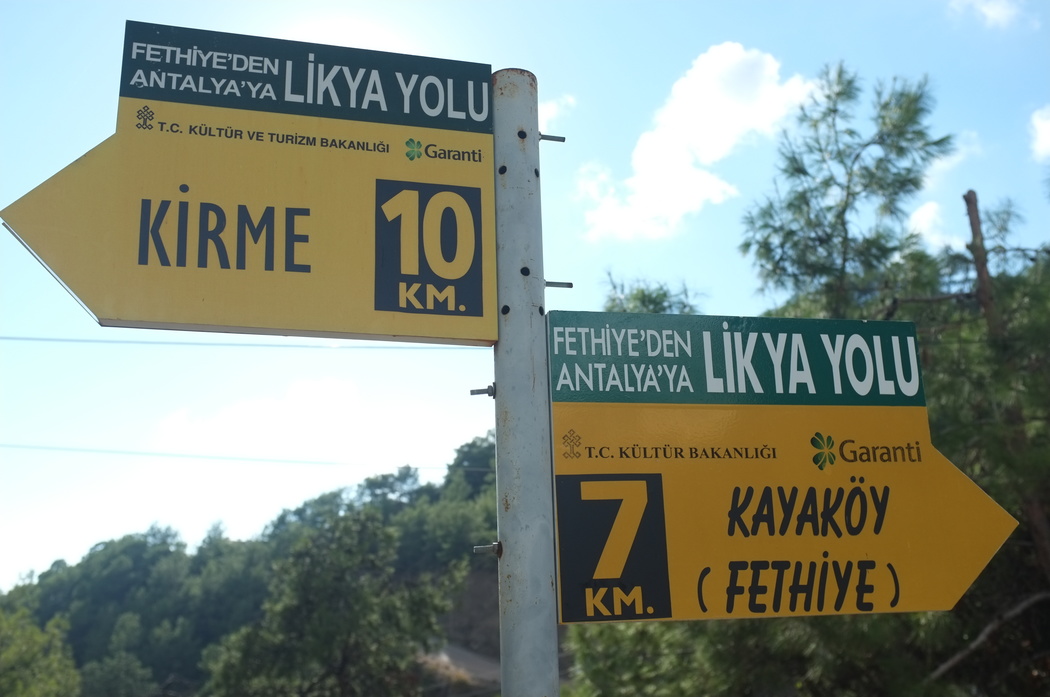 FETHİYE'DEN
ANTALYA'YA
LİKYA YOLU
T.C. KÜLTÜR VE TURİZM BAKANLIĞI
Garanti
KİRME
10
KM.
FETHİYE'DEN
ANTALYA'YA
LİKYA YOLU
T.C. KÜLTÜR BAKANLIĞI
Garanti
7
KM.
KAYAKÖY
( FETHİYE )